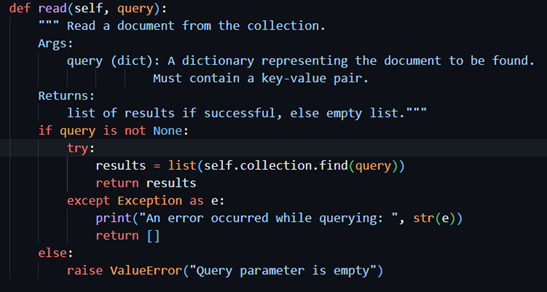 def read(self, query):
    """ Read a document from the collection.
    Args:
        query (dict): A dictionary representing the document to be found.
                    Must contain a key-value pair.
    Returns:
        list of results if successful, else empty list."""
    if query is not None:
        try:
            results = list(self.collection.find(query))
            return results
        except Exception as e:
            print("An error occurred while querying: ", str(e))
            return []
    else:
        raise ValueError("Query parameter is empty")